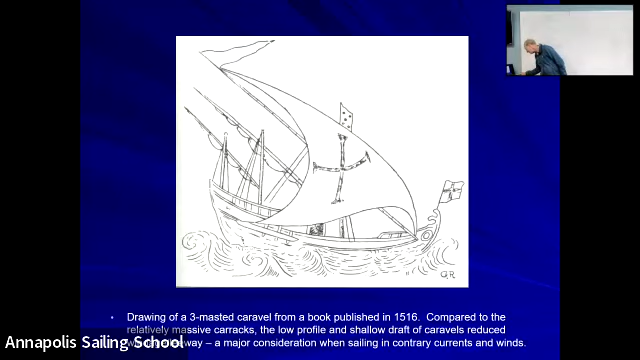 Q.R.
Drawing of a 3-masted caravel from a book published in 1516. Compared to the
relatively massive carracks, the low profile and shallow draft of caravels reduced
way – a major consideration when sailing in contrary currents and winds.
Annapolis Sailing School